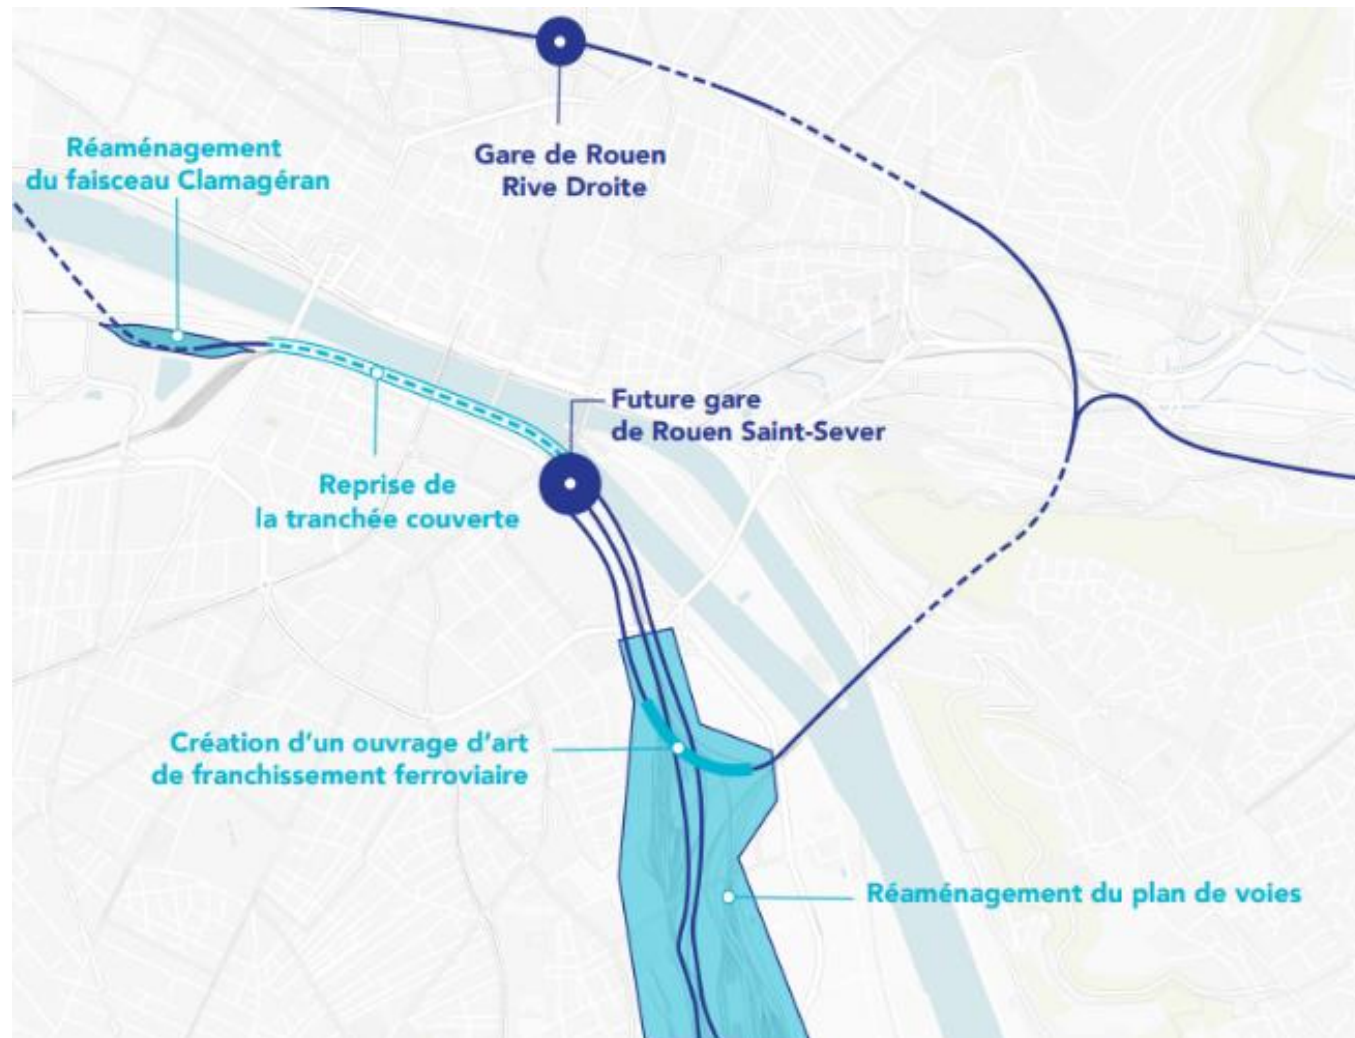 Gare de Rouen
Rive Droite
Réaménagement
du faisceau Clamagéran
Future gare
de Rouen Saint-Sever
Reprise de
la tranchée couverte
Création d'un ouvrage d'art
de franchissement ferroviaire
Réaménagement du plan de voies